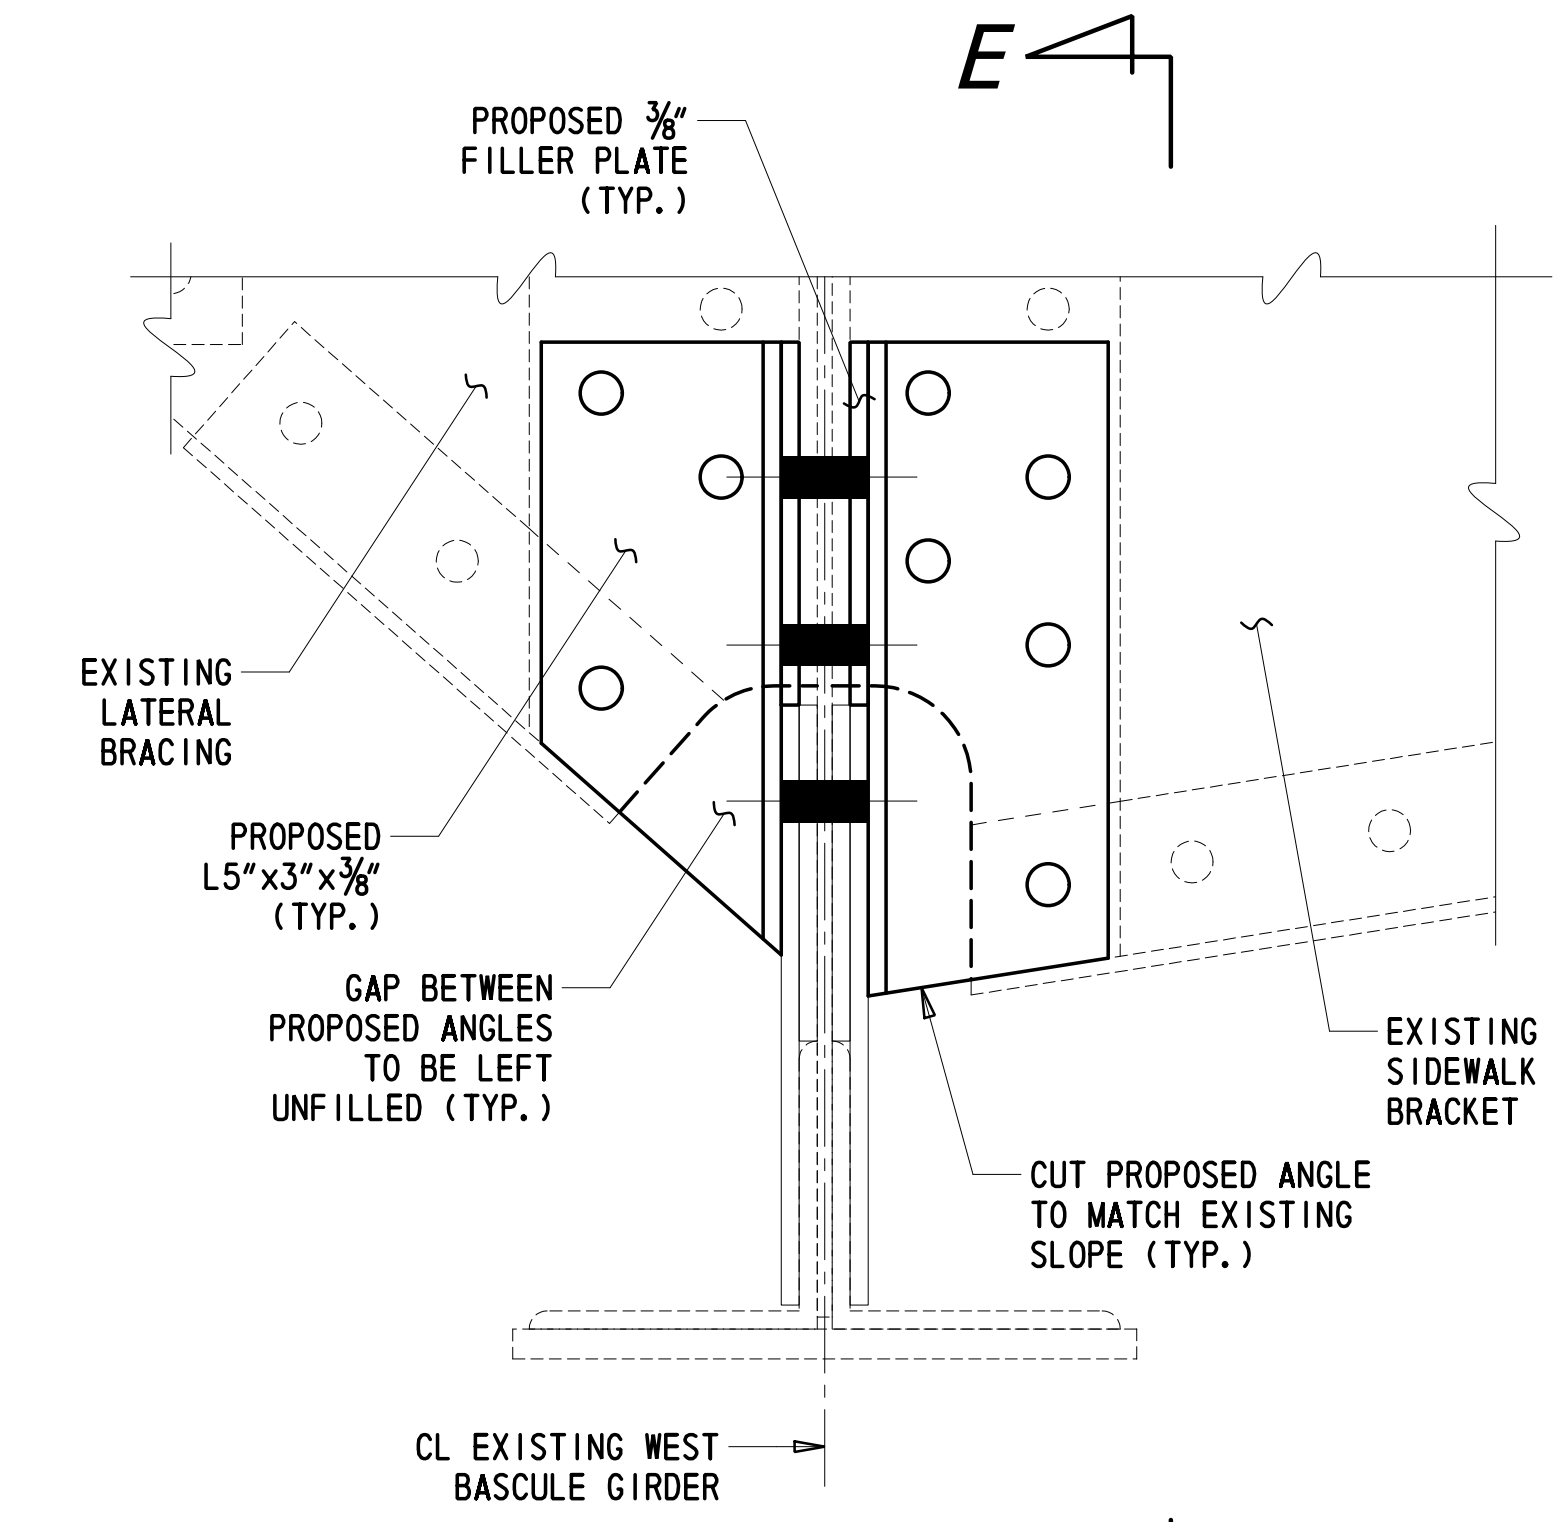 E
PROPOSED ⅜"
FILLER PLATE
(TYP.)
EXISTING
LATERAL
BRACING
PROPOSED
L5"x3"x⅜"
(TYP.)
GAP BETWEEN
PROPOSED ANGLES
TO BE LEFT
UNFILLED (TYP.)
EXISTING
SIDEWALK
BRACKET
CUT PROPOSED ANGLE
TO MATCH EXISTING
SLOPE (TYP.)
CL EXISTING WEST
BASCULE GIRDER